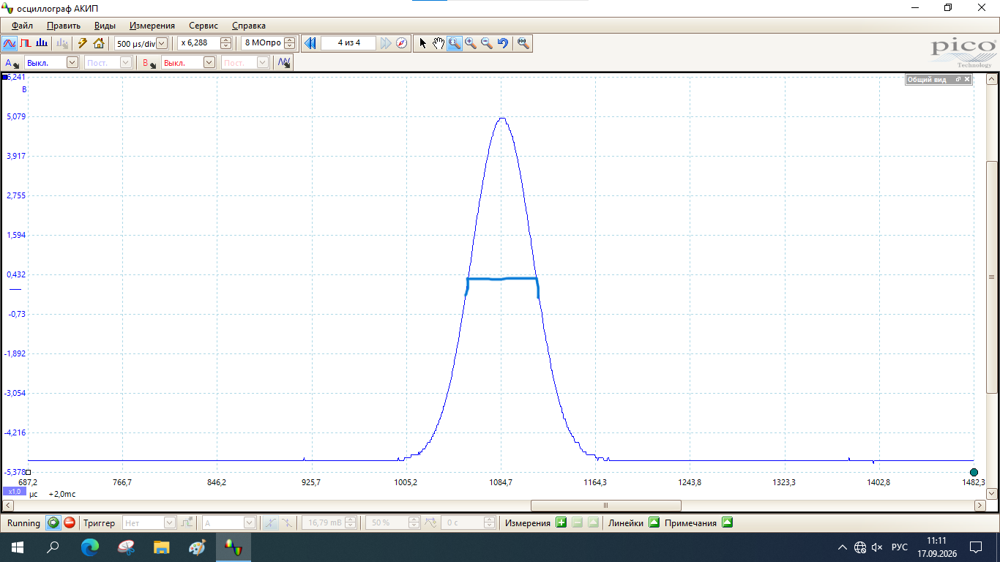 осциллограф АКИП
Файл Править Виды Измерения Сервис Справка
500 µs/div x 6,288 8 МОпро 4 из 4
pico
Technology
A Выкл. Пост. B Выкл. Пост.
Общий вид
6,241
В
5,079
3,917
2,755
1,594
0,432
-0,73
-1,892
-3,054
-4,216
-5,378
687,2 766,7 846,2 925,7 1005,2 1084,7 1164,3 1243,8 1323,3 1402,8 1482,3
x1,0 µc +2,0mc
Running Триггер Нет A 16,79 mВ 50 % 0 с Измерения Линейки Примечания
РУС
11:11
17.09.2026